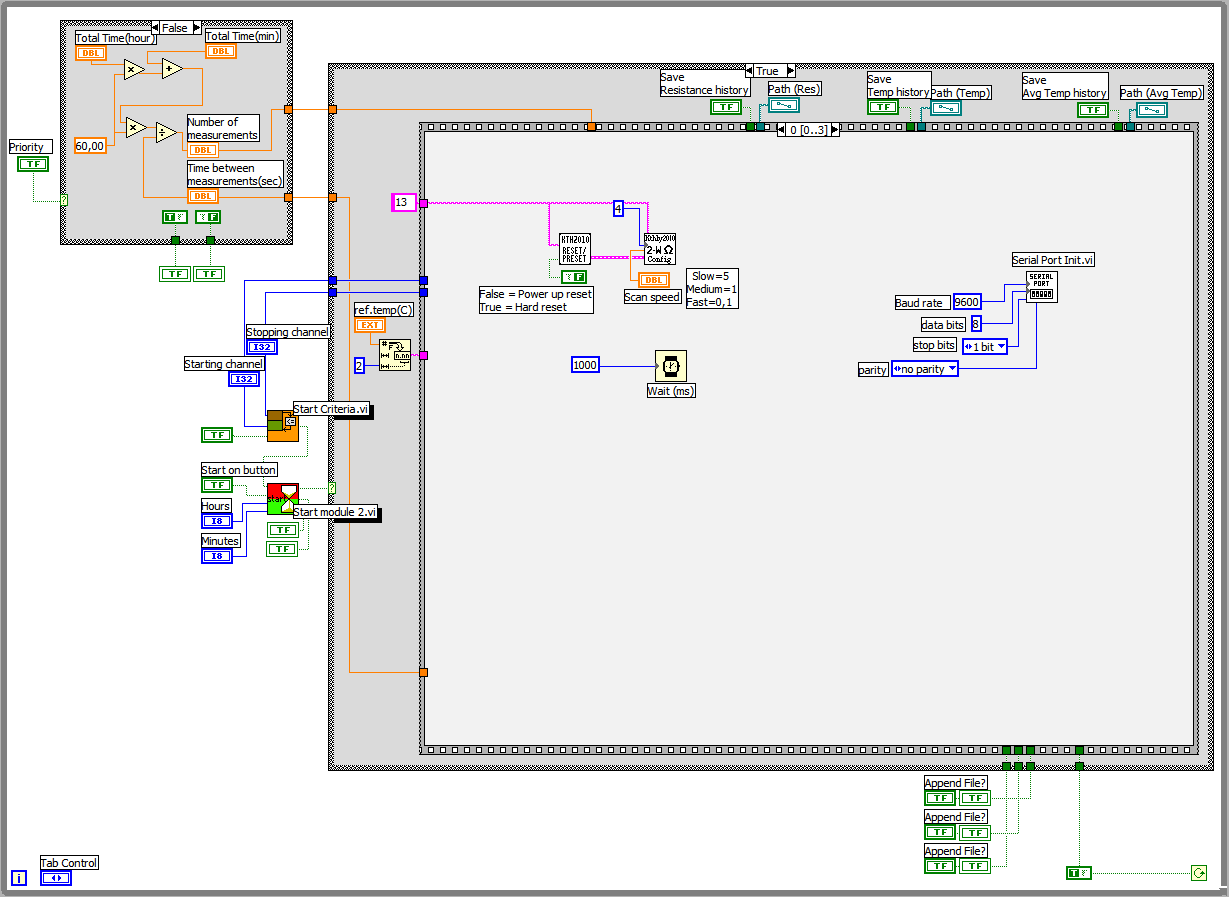 False
Total Time(hour)
Total Time(min)
DBL
DBL
×
+
×
÷
60,00
Number of
measurements
DBL
Time between
measurements(sec)
DBL
Priority
TF
?
T F
TF
TF
True
Save
Resistance history
TF
Path (Res)
Save
Temp history
TF
Path (Temp)
Save
Avg Temp history
TF
Path (Avg Temp)
0 [0..3]
13
4
KTH2010
RESET/
PRESET
Kthly2010
2-W Ω
Config
F
DBL
Scan speed
Slow=5
Medium=1
Fast=0,1
False = Power up reset
True = Hard reset
1000
Wait (ms)
Serial Port Init.vi
SERIAL
PORT
Baud rate
9600
data bits
8
stop bits
1 bit
parity
no parity
ref.temp(C)
EXT
2
Stopping channel
I32
Starting channel
I32
Start Criteria.vi
TF
Start on button
TF
start
Start module 2.vi
Hours
I8
Minutes
I8
TF
TF
?
Append File?
TF TF
Append File?
TF TF
Append File?
TF TF
T
i
Tab Control